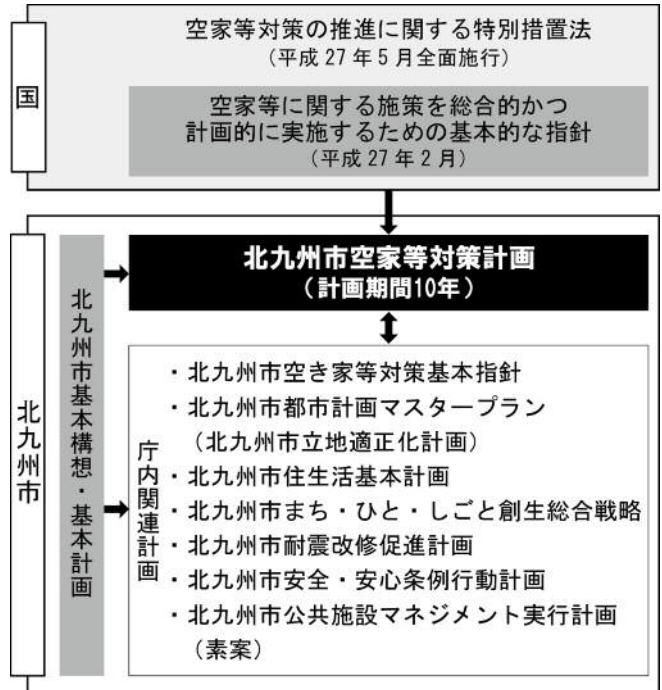 国
空家等対策の推進に関する特別措置法
（平成 27 年 5 月全面施行）
空家等に関する施策を総合的かつ
計画的に実施するための基本的な指針
（平成 27 年 2 月）
北九州市
北九州市基本構想・基本計画
北九州市空家等対策計画
（計画期間10年）
庁内関連計画
・北九州市空き家等対策基本指針
・北九州市都市計画マスタープラン
（北九州市立地適正化計画）
・北九州市住生活基本計画
・北九州市まち・ひと・しごと創生総合戦略
・北九州市耐震改修促進計画
・北九州市安全・安心条例行動計画
・北九州市公共施設マネジメント実行計画
（素案）